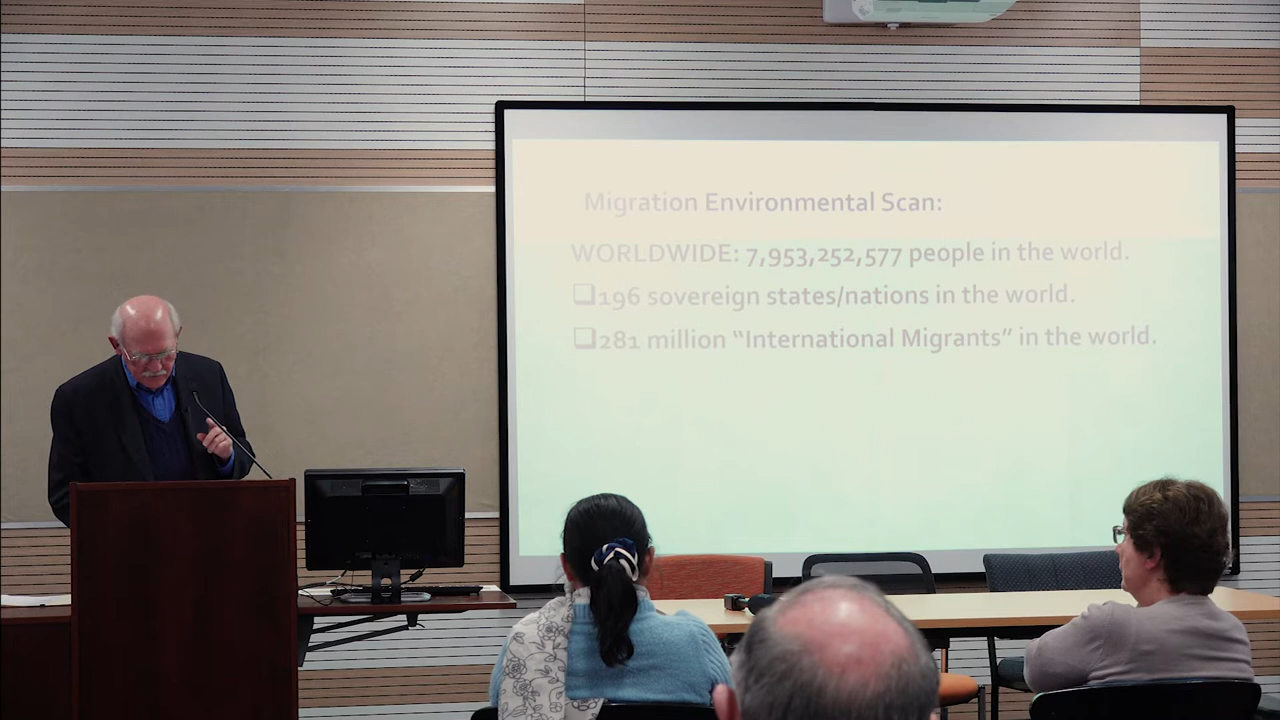 Migration Environmental Scan:
WORLDWIDE: 7,953,252,577 people in the world.
❑196 sovereign states/nations in the world.
❑281 million “International Migrants” in the world.